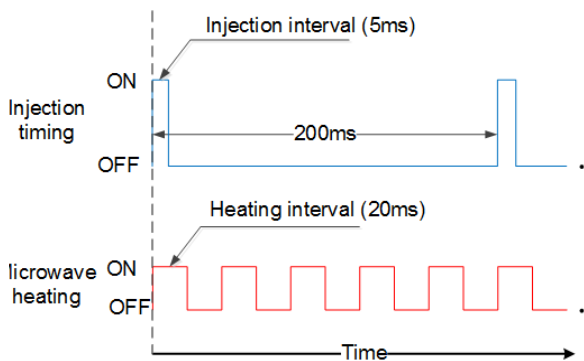 Injection interval (5ms)
ON
Injection
timing
200ms
OFF
Heating interval (20ms)
ON
licrowave
heating
OFF
Time